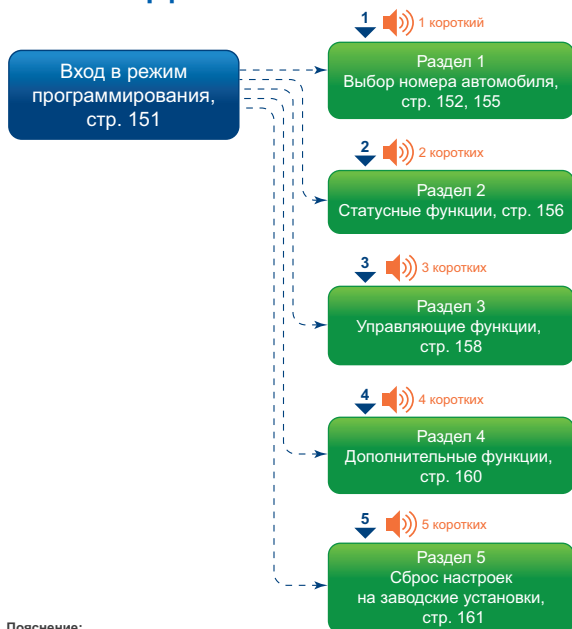 1 1 короткий
Вход в режим
программирования,
стр. 151
Раздел 1
Выбор номера автомобиля,
стр. 152, 155
2 2 коротких
Раздел 2
Статусные функции, стр. 156
3 3 коротких
Раздел 3
Управляющие функции,
стр. 158
4 4 коротких
Раздел 4
Дополнительные функции,
стр. 160
5 5 коротких
Раздел 5
Сброс настроек
на заводские установки,
стр. 161
Пояснение: